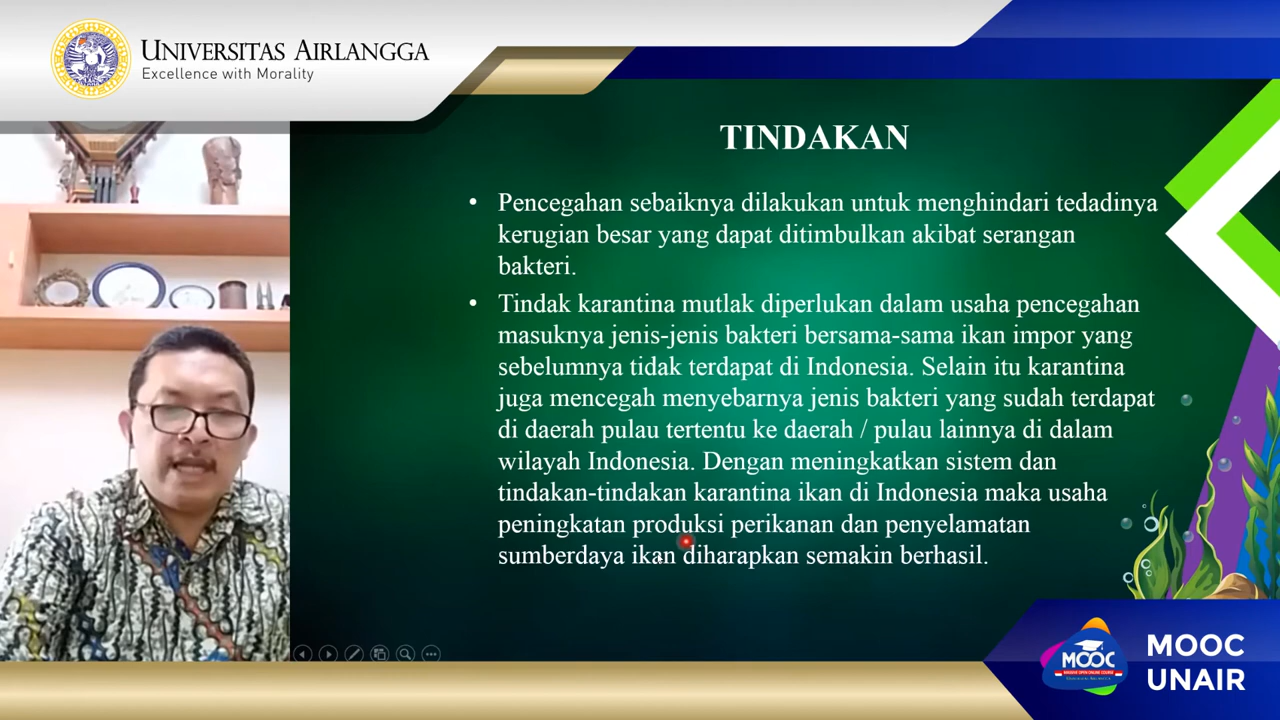 UNIVERSITAS AIRLANGGA
Excellence with Morality
TINDAKAN
• Pencegahan sebaiknya dilakukan untuk menghindari tedadinya
kerugian besar yang dapat ditimbulkan akibat serangan
bakteri.
• Tindak karantina mutlak diperlukan dalam usaha pencegahan
masuknya jenis-jenis bakteri bersama-sama ikan impor yang
sebelumnya tidak terdapat di Indonesia. Selain itu karantina
juga mencegah menyebarnya jenis bakteri yang sudah terdapat
di daerah pulau tertentu ke daerah / pulau lainnya di dalam
wilayah Indonesia. Dengan meningkatkan sistem dan
tindakan-tindakan karantina ikan di Indonesia maka usaha
peningkatan produksi perikanan dan penyelamatan
sumberdaya ikan diharapkan semakin berhasil.
MOOC
MASSIVE OPEN ONLINE COURSE
MOOC
UNAIR